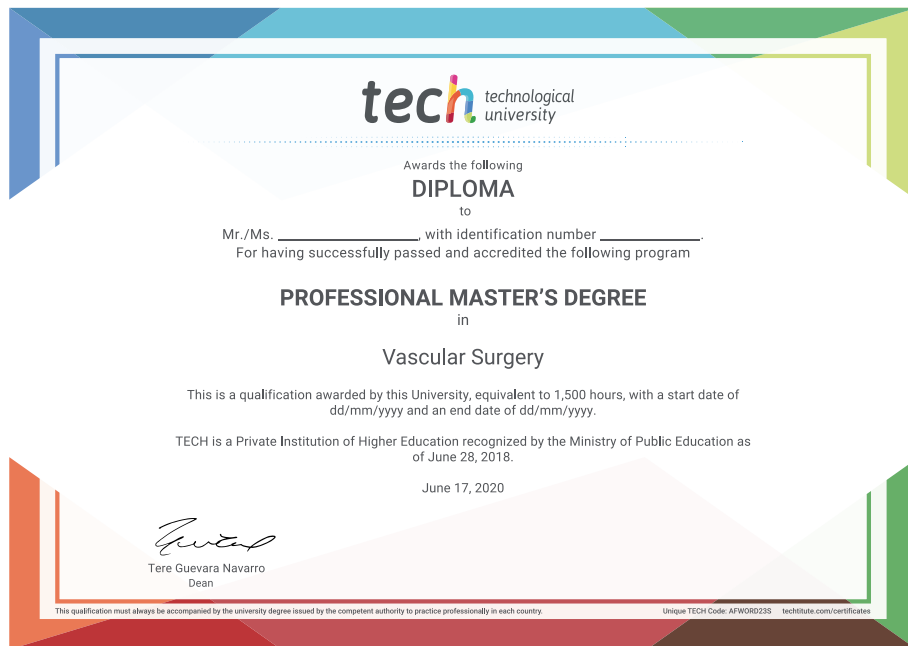 tech technological
university
Awards the following
DIPLOMA
to
Mr./Ms. ____________________, with identification number ______________.
For having successfully passed and accredited the following program
PROFESSIONAL MASTER'S DEGREE
in
Vascular Surgery
This is a qualification awarded by this University, equivalent to 1,500 hours, with a start date of
dd/mm/yyyy and an end date of dd/mm/yyyy.
TECH is a Private Institution of Higher Education recognized by the Ministry of Public Education as
of June 28, 2018.
June 17, 2020
Tere Guevara Navarro
Dean
This qualification must always be accompanied by the university degree issued by the competent authority to practice professionally in each country. Unique TECH Code: AFWORD23S techtitute.com/certificates